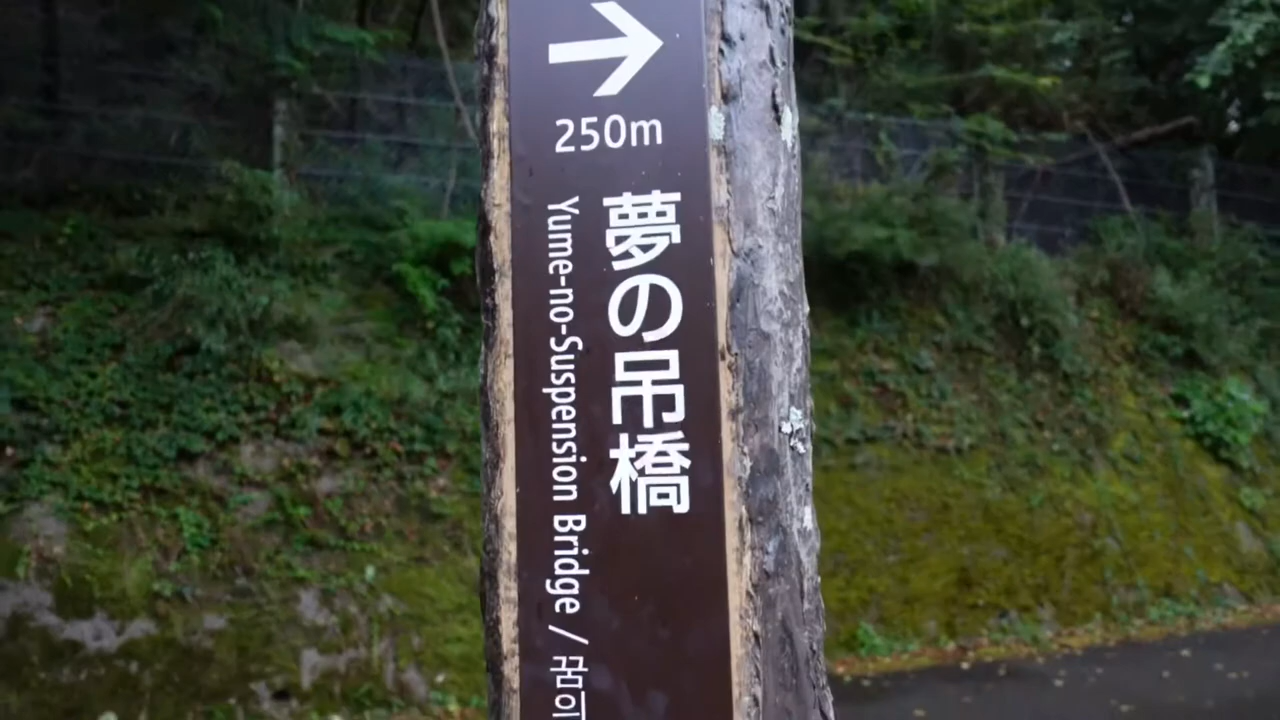 250m
夢の吊橋
Yume-no-Suspension Bridge /